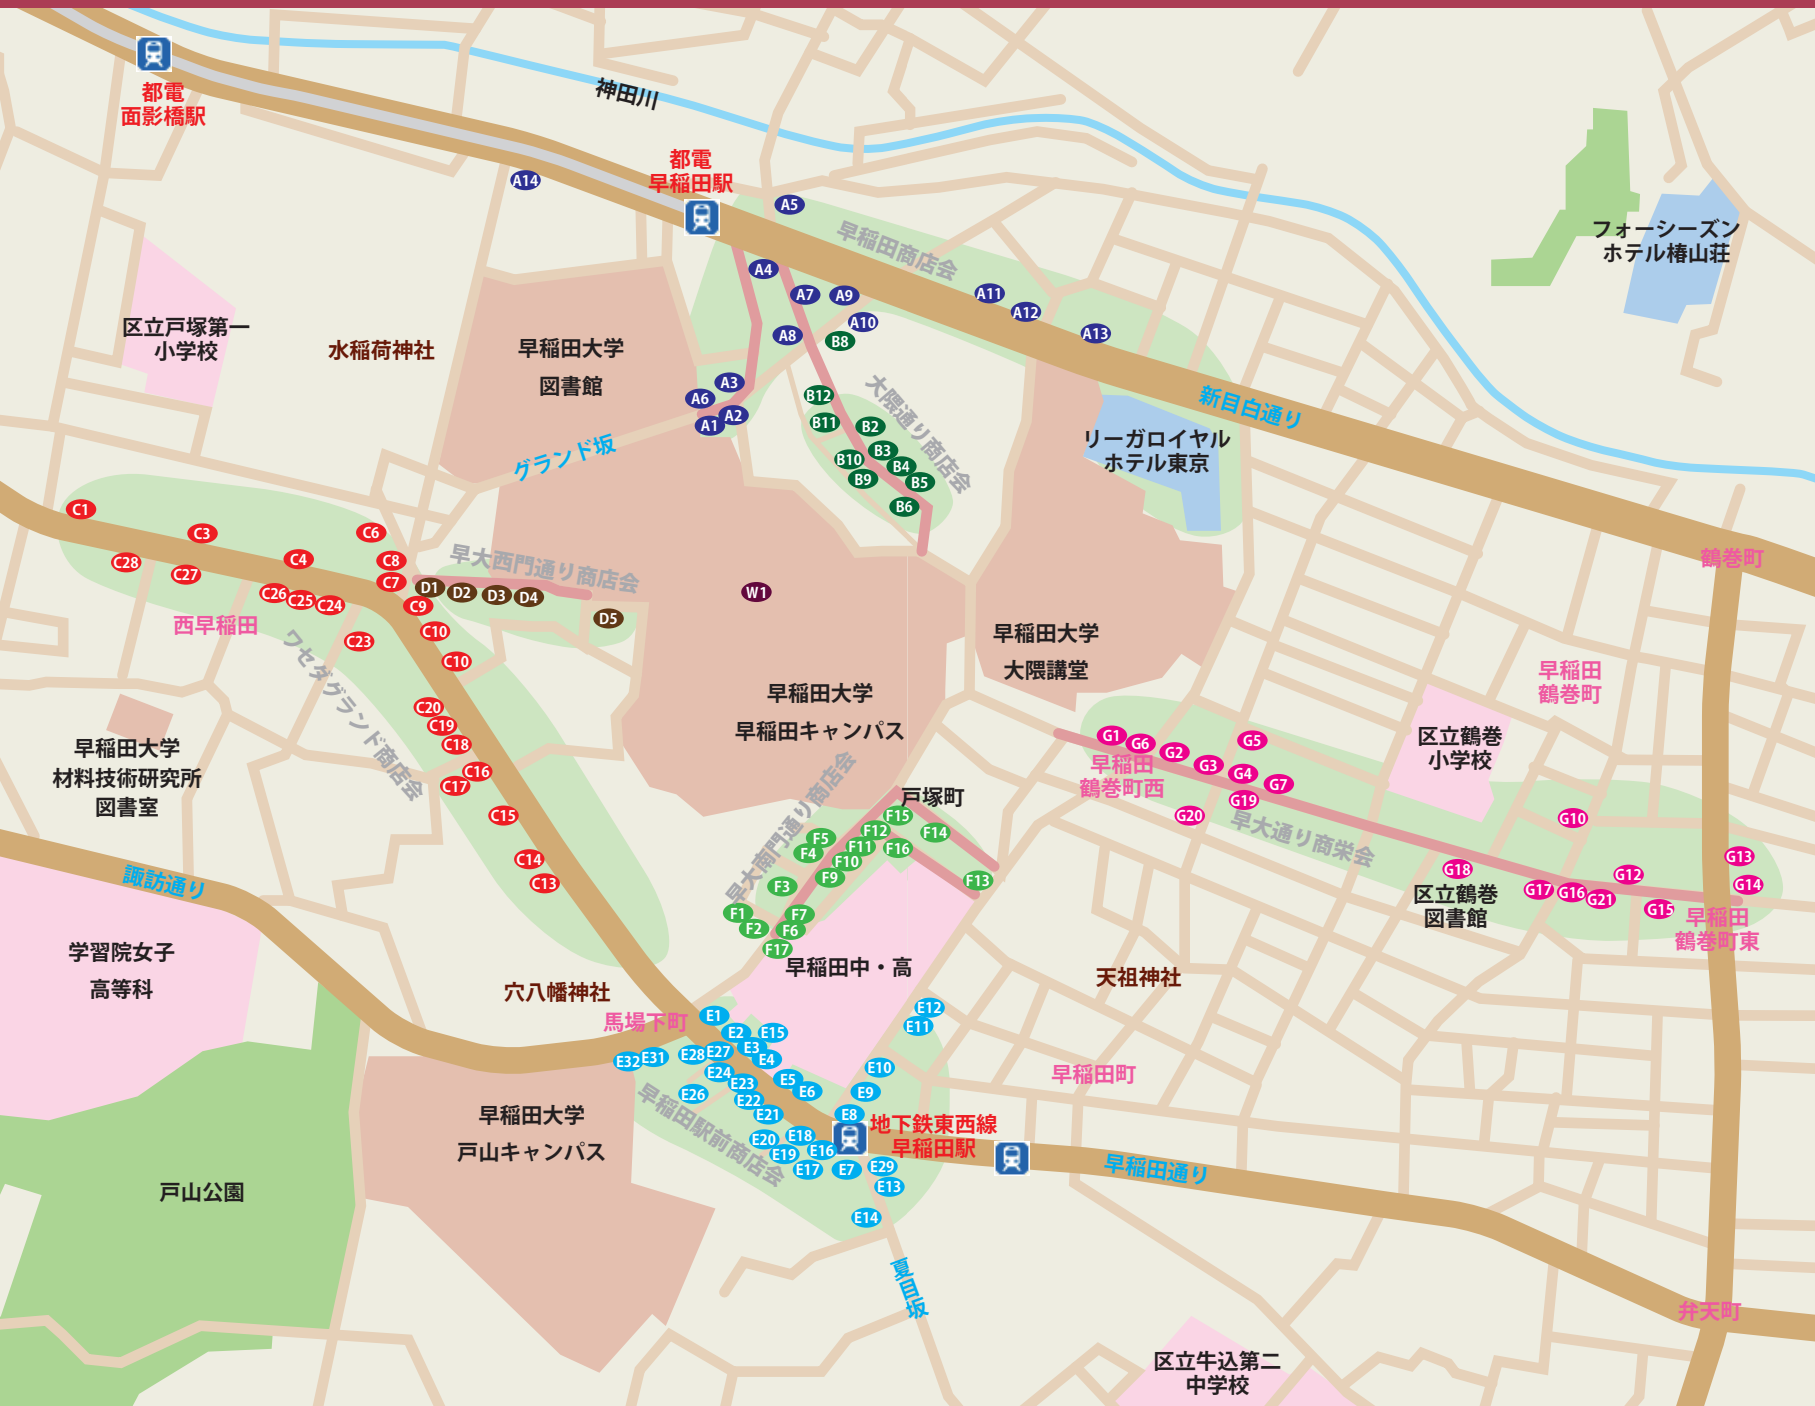 神田川
都電
面影橋駅
都電
早稲田駅
A14
A5
早稲田商店会
フォーシーズン
ホテル椿山荘
A4
A7
A9
A11
A12
A10
A8
A13
B8
区立戸塚第一
小学校
水稲荷神社
早稲田大学
図書館
A3
A6
A2
A1
B12
B11
B2
大隈通り商店会
B3
B10
B4
B9
B5
B6
新目白通り
リーガロイヤル
ホテル東京
グランド坂
C1
C3
C6
C4
C8
C28
C27
C7
C26
C25
C24
C9
C23
C10
C10
早大西門通り商店会
D1
D2
D3
D4
D5
W1
鶴巻町
西早稲田
ワセダグランド商店会
早稲田大学
大隈講堂
早稲田大学
早稲田キャンパス
早稲田
鶴巻町
C20
C19
C18
C16
C17
C15
C14
C13
早稲田大学
材料技術研究所
図書室
G1
G6
G2
G5
G3
G4
G7
G19
G20
早稲田
鶴巻町西
早大通り商栄会
区立鶴巻
小学校
G10
G13
G18
G12
G14
G17
G16
G21
G15
区立鶴巻
図書館
早稲田
鶴巻町東
戸塚町
早大南門通り商店会
F15
F12
F14
F5
F4
F11
F16
F10
F9
F3
F13
F1
F7
F2
F6
F17
諏訪通り
学習院女子
高等科
早稲田中・高
天祖神社
穴八幡神社
馬場下町
E1
E2
E15
E12
E11
E3
E27
E28
E31
E32
E4
E24
E23
E5
E6
E10
E9
E26
E22
E21
E8
早稲田駅前商店会
E20
E18
E19
E16
E17
E7
E29
E13
E14
早稲田町
地下鉄東西線
早稲田駅
早稲田通り
早稲田大学
戸山キャンパス
戸山公園
夏目坂
弁天町
区立牛込第二
中学校